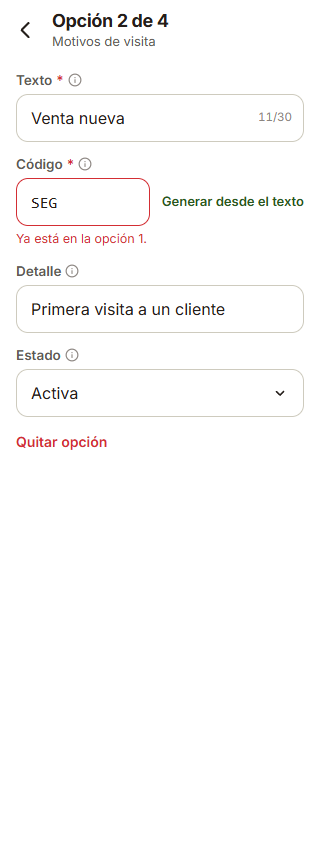 Opción 2 de 4
Motivos de visita
Texto *
Venta nueva 11/30
Código *
SEG Generar desde el texto
Ya está en la opción 1.
Detalle
Primera visita a un cliente
Estado
Activa
Quitar opción